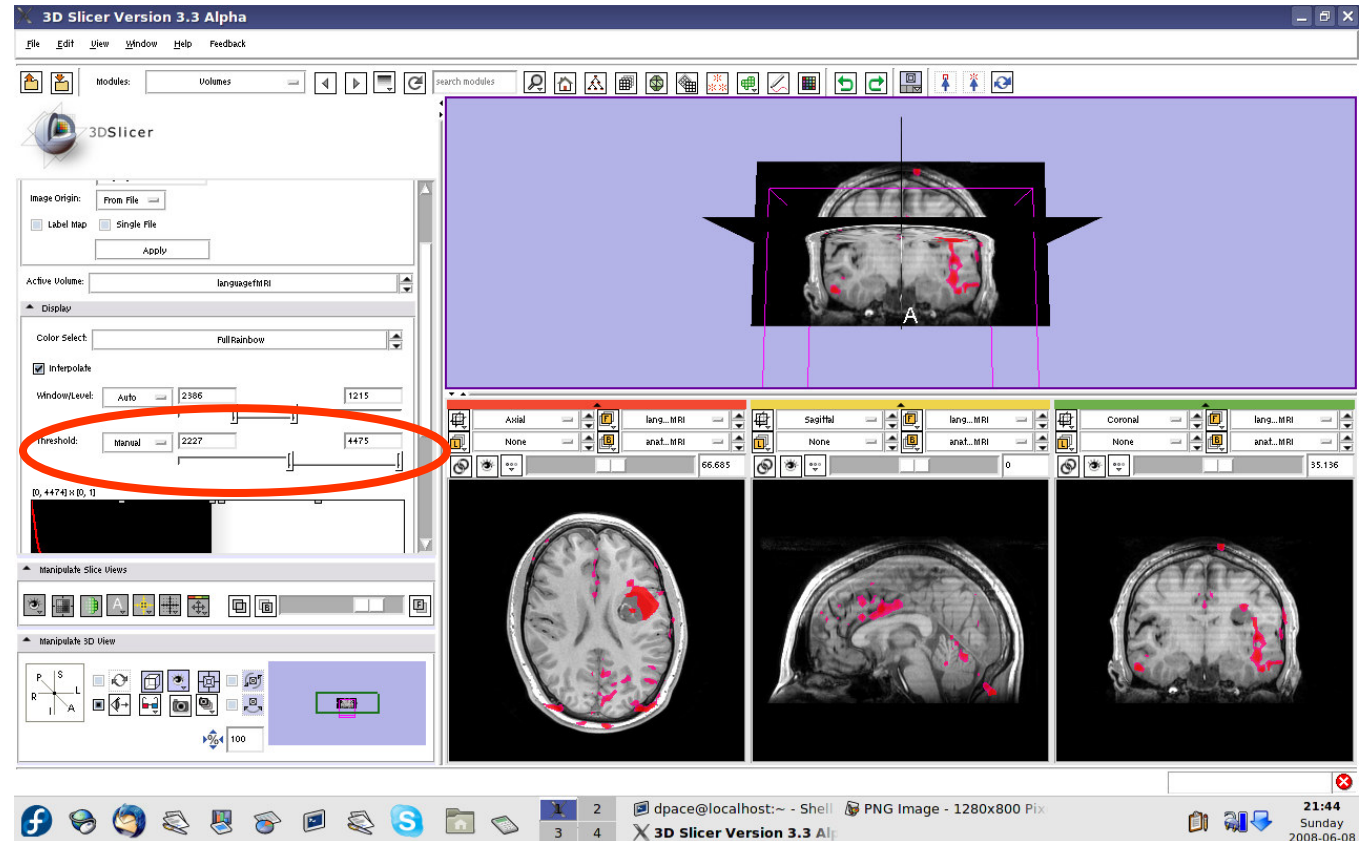 3D Slicer Version 3.3 Alpha
File Edit View Window Help Feedback
Modules: Volumes search modules
3DSlicer
Image Origin: From File
Label Map Single File
Apply
Active Volume: languagefMRI
Display
Color Select: FullRainbow
Interpolate
Window/Level: Auto 2386 1215
Threshold: Manual 2227 4475
[0, 4474] x [0, 1]
Manipulate Slice Views
A B F
Manipulate 3D View
P S
R L
I A
% 100
A
Axial F lang...MRI
L None B anat...MRI
66.685
Sagittal F lang...MRI
L None B anat...MRI
0
Coronal F lang...MRI
L None B anat...MRI
35.136
1 2
3 4
dpace@localhost:~ - Shell
PNG Image - 1280x800 Pix
3D Slicer Version 3.3 Alp
21:44
Sunday
2008-06-08